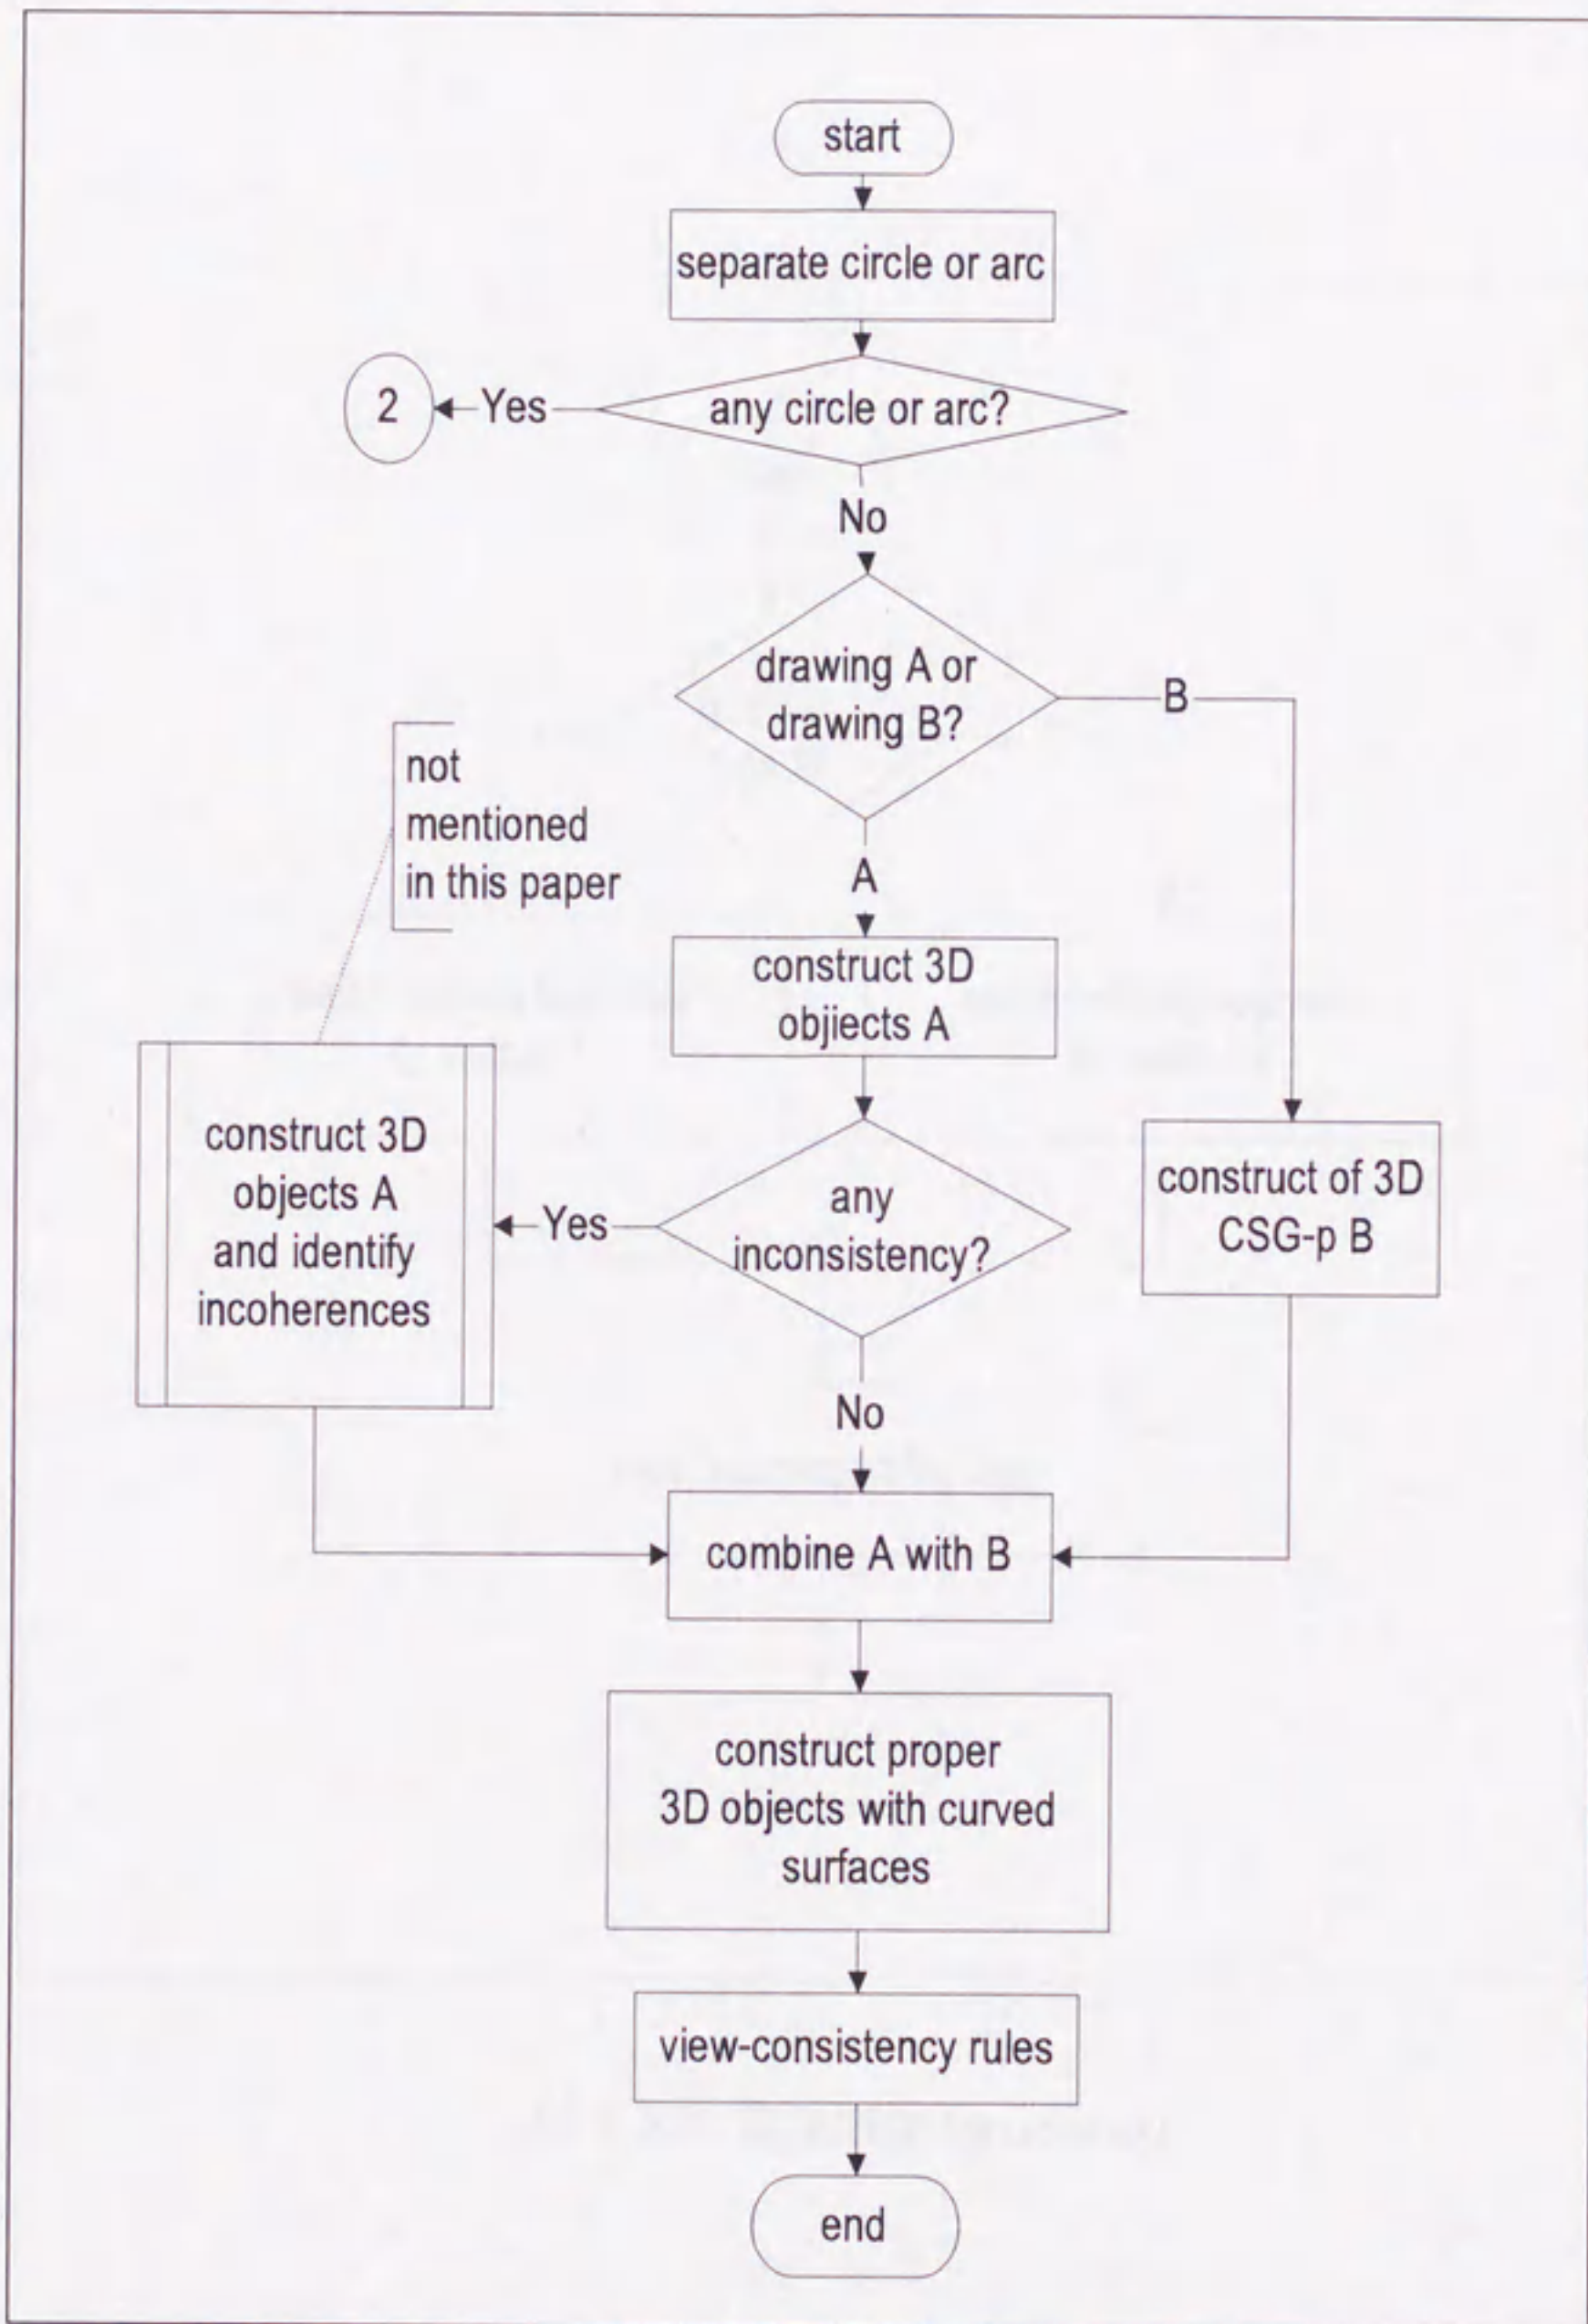 start
separate circle or arc
any circle or arc?
Yes
2
No
drawing A or
drawing B?
B
A
not
mentioned
in this paper
construct 3D
objiects A
any
inconsistency?
Yes
construct 3D
objects A
and identify
incoherences
construct of 3D
CSG-p B
No
combine A with B
construct proper
3D objects with curved
surfaces
view-consistency rules
end